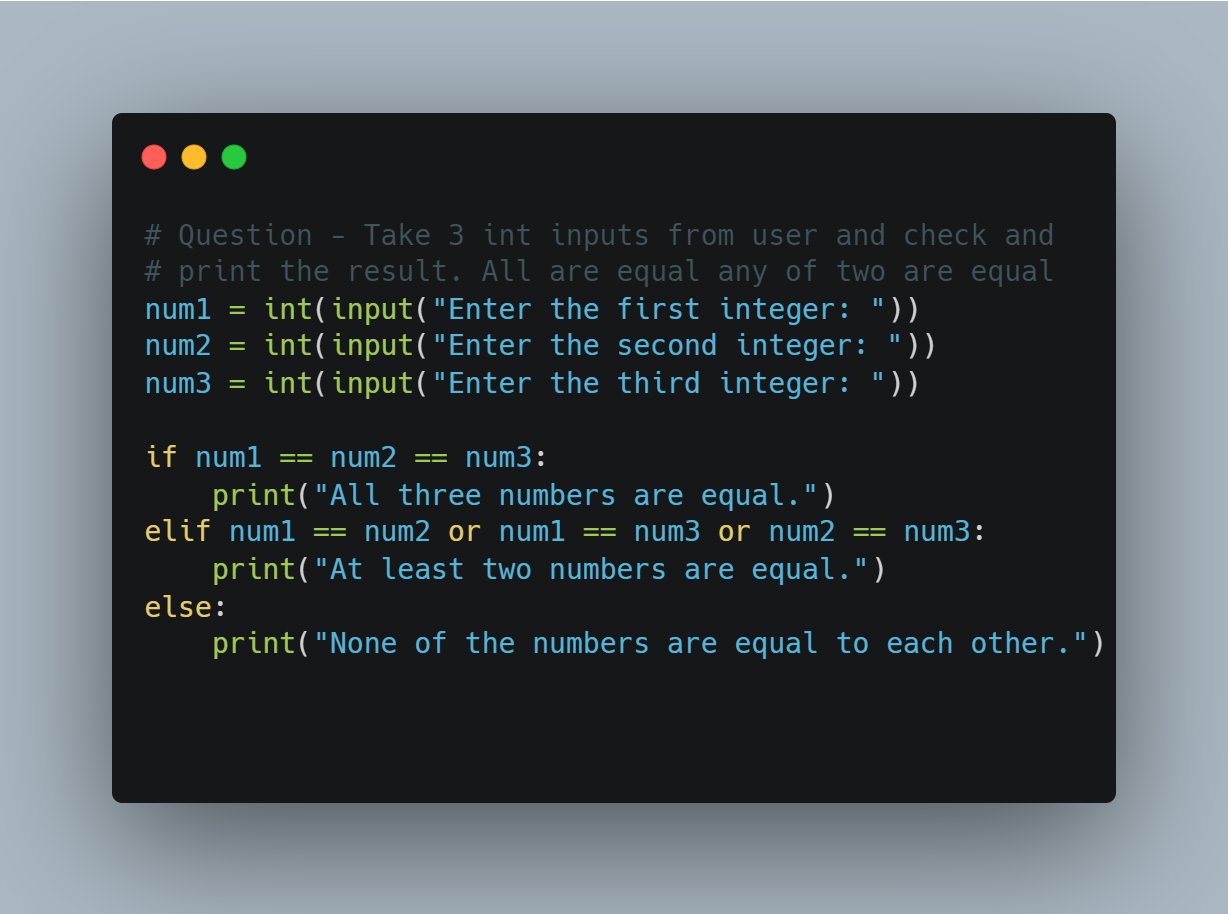 # Question - Take 3 int inputs from user and check and
# print the result. All are equal any of two are equal
num1 = int(input("Enter the first integer: "))
num2 = int(input("Enter the second integer: "))
num3 = int(input("Enter the third integer: "))

if num1 == num2 == num3:
    print("All three numbers are equal.")
elif num1 == num2 or num1 == num3 or num2 == num3:
    print("At least two numbers are equal.")
else:
    print("None of the numbers are equal to each other.")